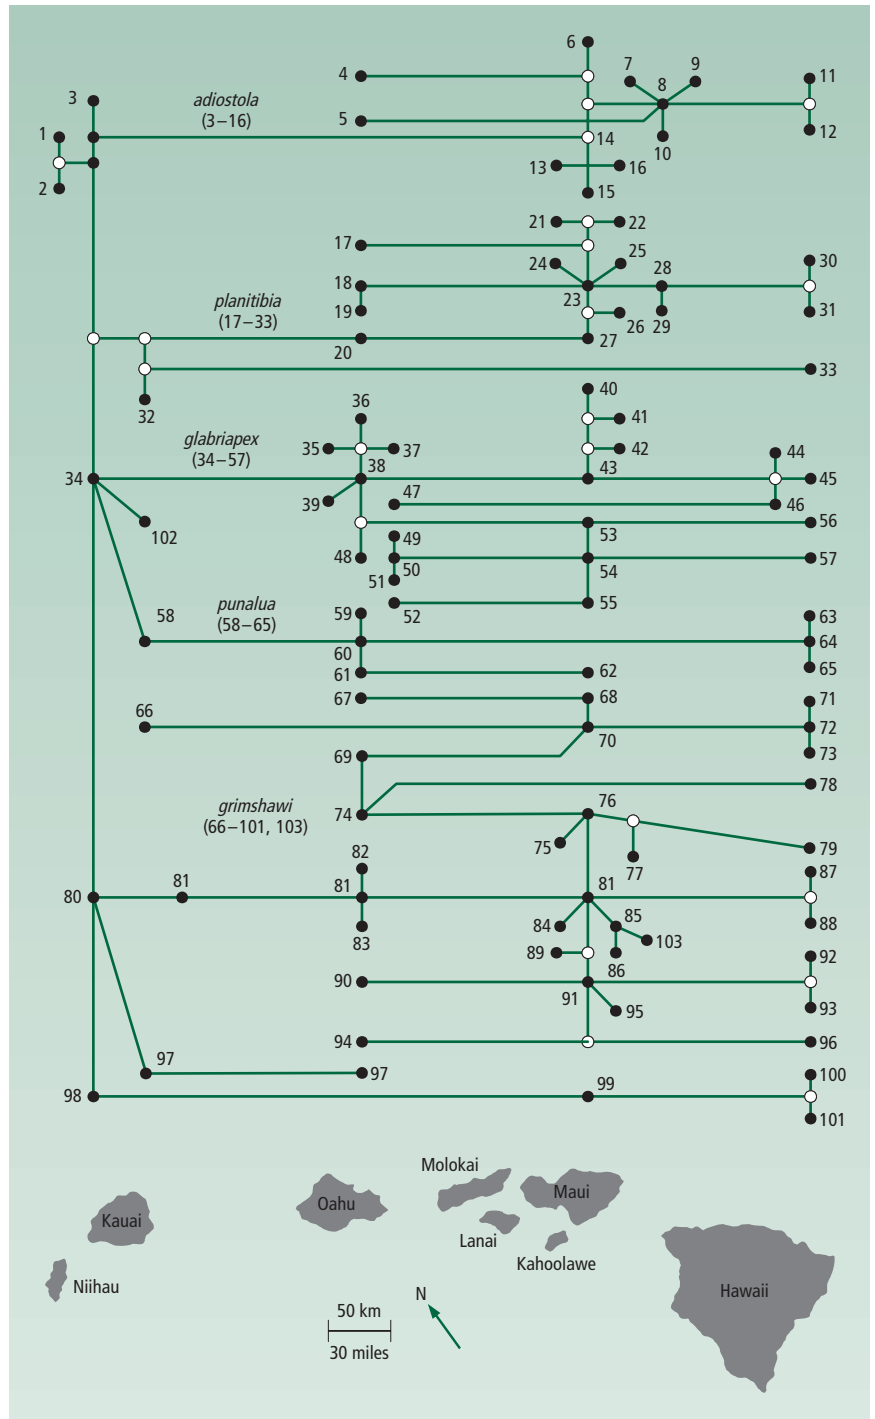 6
7 9
4 8 11
3 adiostola
(3–16)
1 5 12
14 10
2 13 16
15
21 22
17
24 25
18 28 30
planitibia
(17–33)
19 23 26 29 31
20 27
33
32 36 40
41
glabriapex
(34–57)
35 37 42 44
34 38 43 45
39 47 46
102 53 56
49
48 50 54 57
51
58 punalua
(58–65)
52 55
59 63
60 64
61 62 65
67 68 71
66 72
70 73
69 78
grimshawi
(66–101, 103)
74 76
75 77 79
82 87
80 81 81 81
83 84 85 88
103
89 86 92
90 91 95 93
94 96
97 97
98 99 100
101
Molokai
Kauai Oahu Maui
Lanai
Kahoolawe
Niihau Hawaii
N
50 km
30 miles